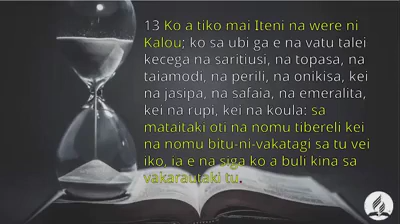 13 Ko a tiko mai Iteni na were ni
Kalou; ko sa ubi ga e na vatu talei
kecega na saritiusi, na topasa, na
taiamodi, na perili, na onikisa, kei
na jasipa, na safaia, na emeralita,
kei na rupi, kei na koula: sa
mataitaki oti na nomu tibereli kei
na nomu bitu-ni-vakatagi sa tu vei
iko, ia e na siga ko a buli kina sa
vakarautaki tu.